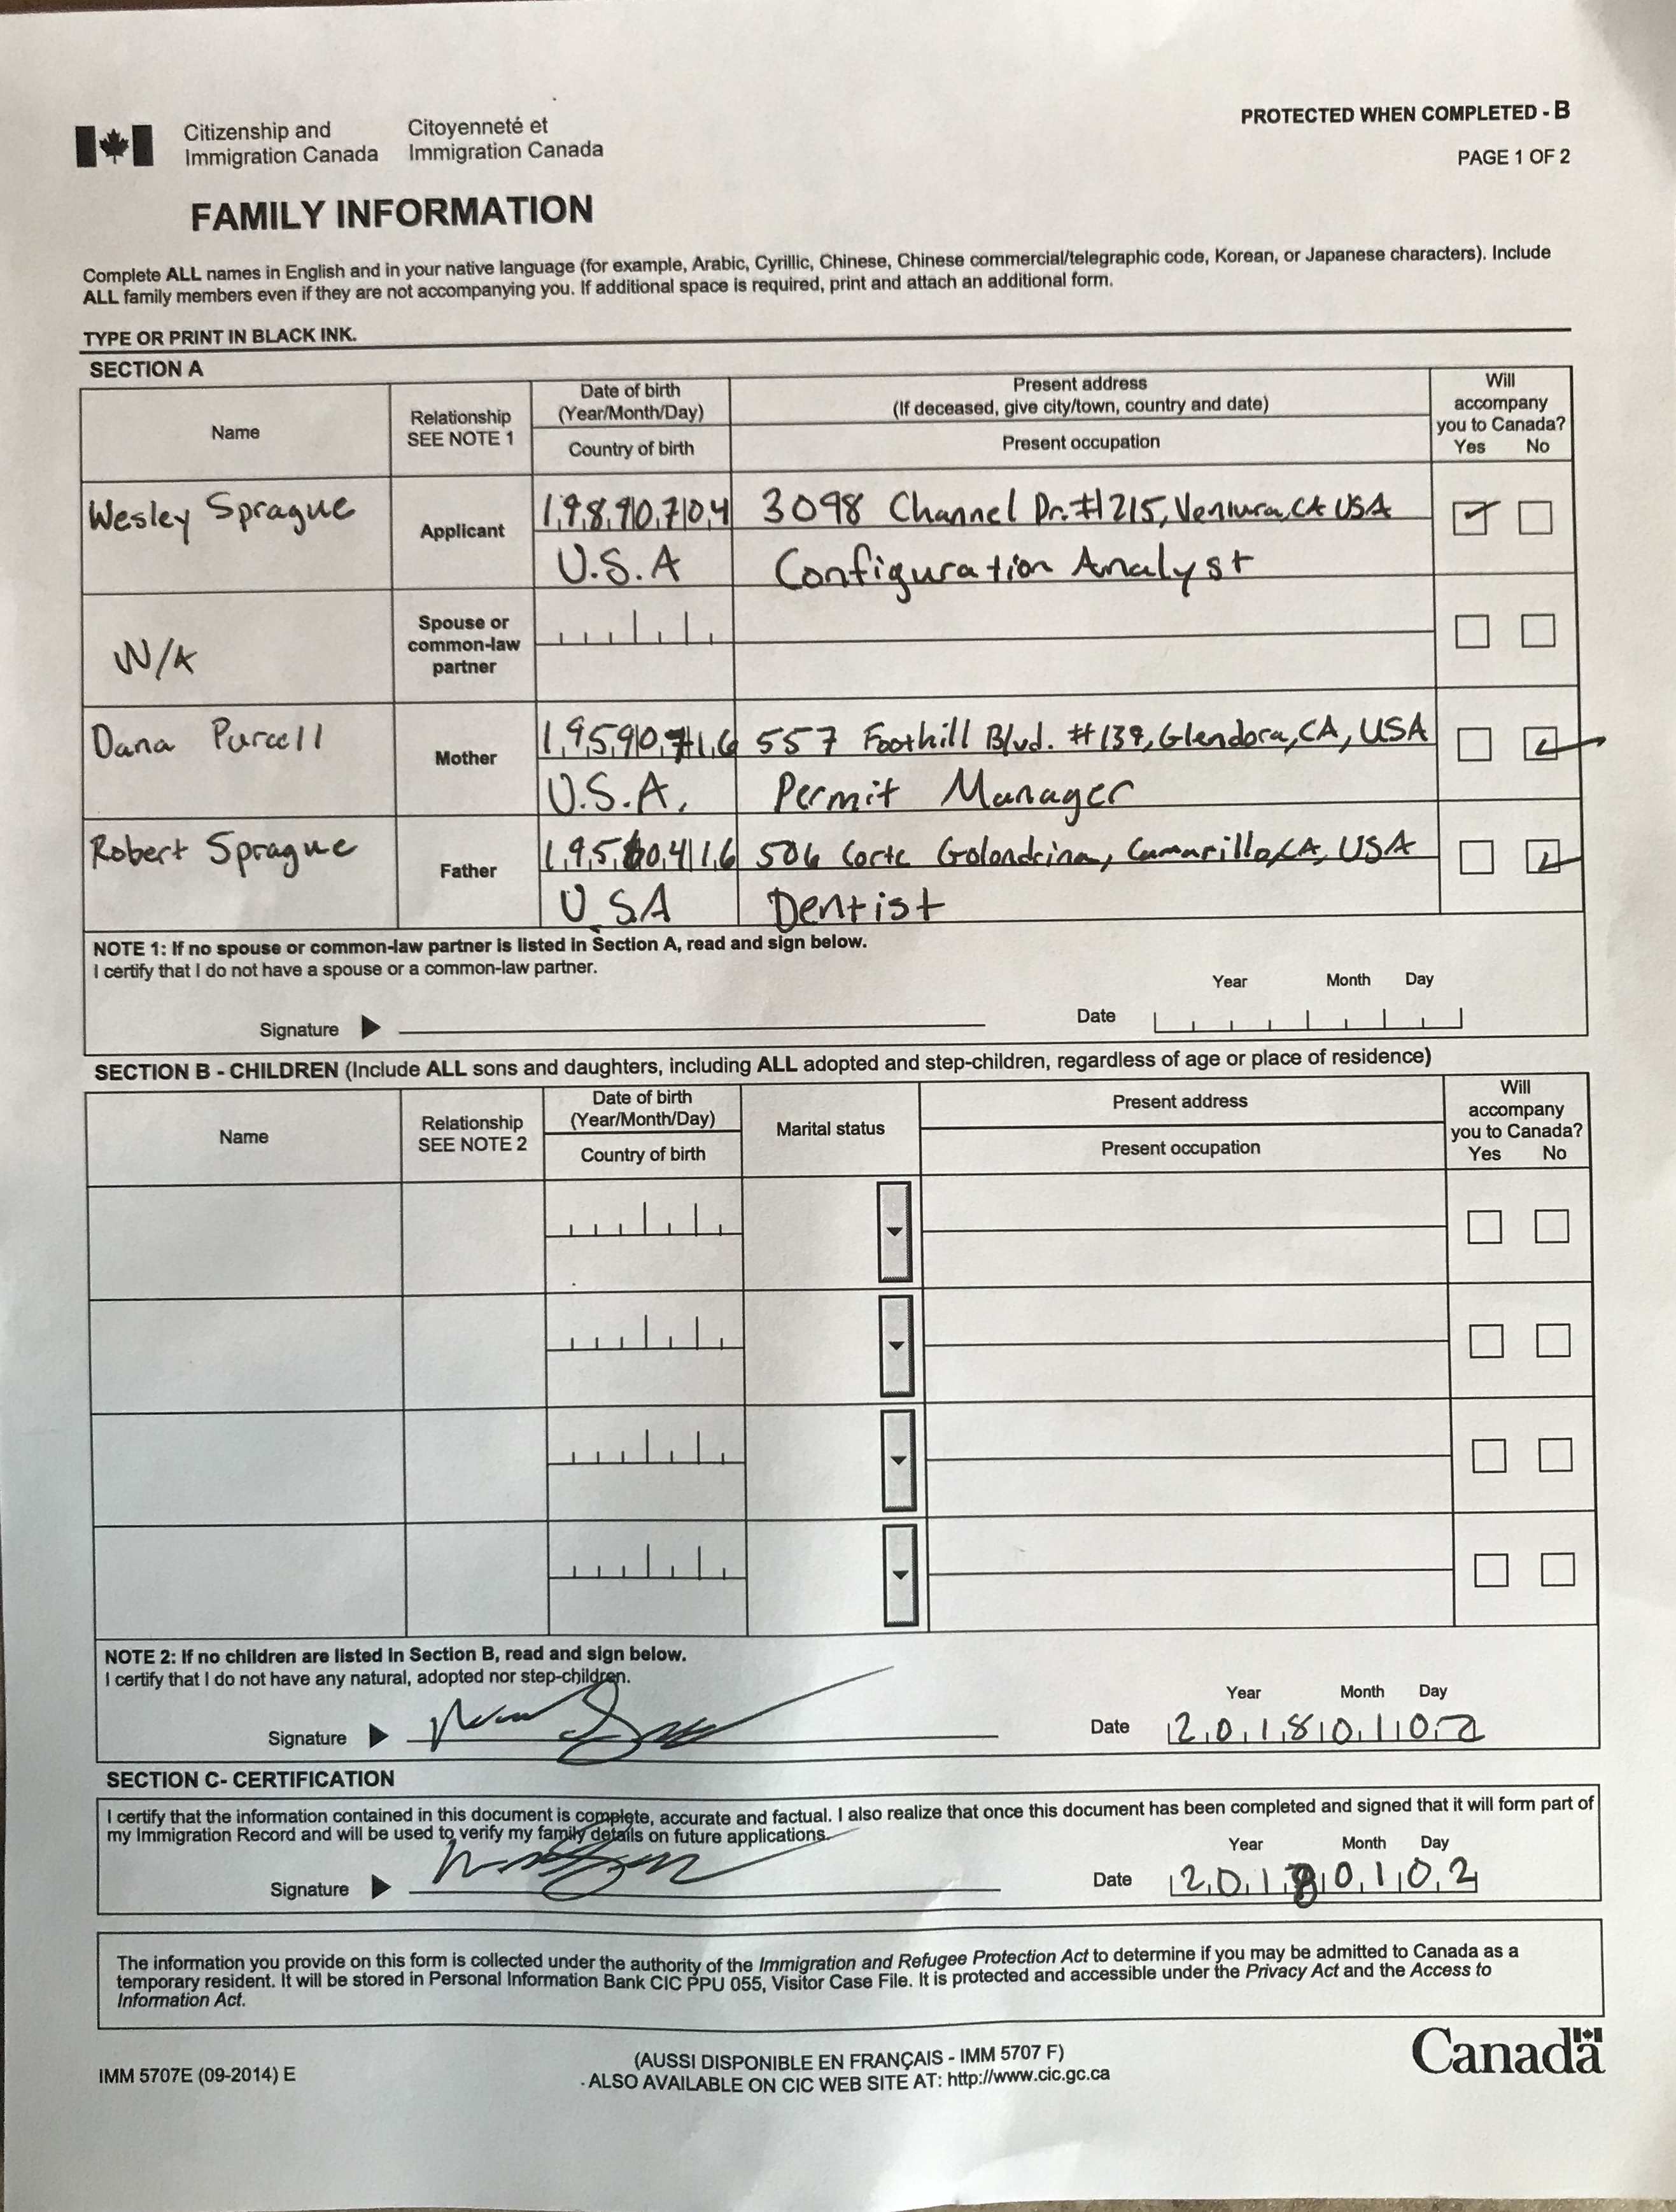 Citizenship and Immigration Canada
Citoyenneté et Immigration Canada
PROTECTED WHEN COMPLETED - B
PAGE 1 OF 2
FAMILY INFORMATION
Complete ALL names in English and in your native language (for example, Arabic, Cyrillic, Chinese, Chinese commercial/telegraphic code, Korean, or Japanese characters). Include
ALL family members even if they are not accompanying you. If additional space is required, print and attach an additional form.
TYPE OR PRINT IN BLACK INK.
SECTION A
Name
Relationship
SEE NOTE 1
Date of birth
(Year/Month/Day)
Country of birth
Present address
(If deceased, give city/town, country and date)
Present occupation
Will
accompany
you to Canada?
Yes No
Wesley Sprague
Applicant
19890704
3098 Channel Dr. #215, Ventura, CA USA
U.S.A
Configuration Analyst
N/A
Spouse or
common-law
partner
Dana Purcell
Mother
19590716
557 Foothill Blvd. #139, Glendora, CA, USA
U.S.A.
Permit Manager
Robert Sprague
Father
506 Corte Golondrina, Camarillo, CA, USA
U.SA
Dentist
NOTE 1: If no spouse or common-law partner is listed in Section A, read and sign below.
I certify that I do not have a spouse or a common-law partner.
Year Month Day
Signature
Date
SECTION B - CHILDREN (Include ALL sons and daughters, including ALL adopted and step-children, regardless of age or place of residence)
Name
Relationship
SEE NOTE 2
Date of birth
(Year/Month/Day)
Country of birth
Marital status
Present address
Present occupation
Will
accompany
you to Canada?
Yes No
NOTE 2: If no children are listed in Section B, read and sign below.
I certify that I do not have any natural, adopted nor step-children.
Year Month Day
Signature
Date 20180102
SECTION C- CERTIFICATION
I certify that the information contained in this document is complete, accurate and factual. I also realize that once this document has been completed and signed that it will form part of
my Immigration Record and will be used to verify my family details on future applications.
Year Month Day
Signature
Date 20180102
The information you provide on this form is collected under the authority of the Immigration and Refugee Protection Act to determine if you may be admitted to Canada as a
temporary resident. It will be stored in Personal Information Bank CIC PPU 055, Visitor Case File. It is protected and accessible under the Privacy Act and the Access to
Information Act.
IMM 5707E (09-2014) E
(AUSSI DISPONIBLE EN FRANÇAIS - IMM 5707 F)
ALSO AVAILABLE ON CIC WEB SITE AT: http://www.cic.gc.ca
Canada